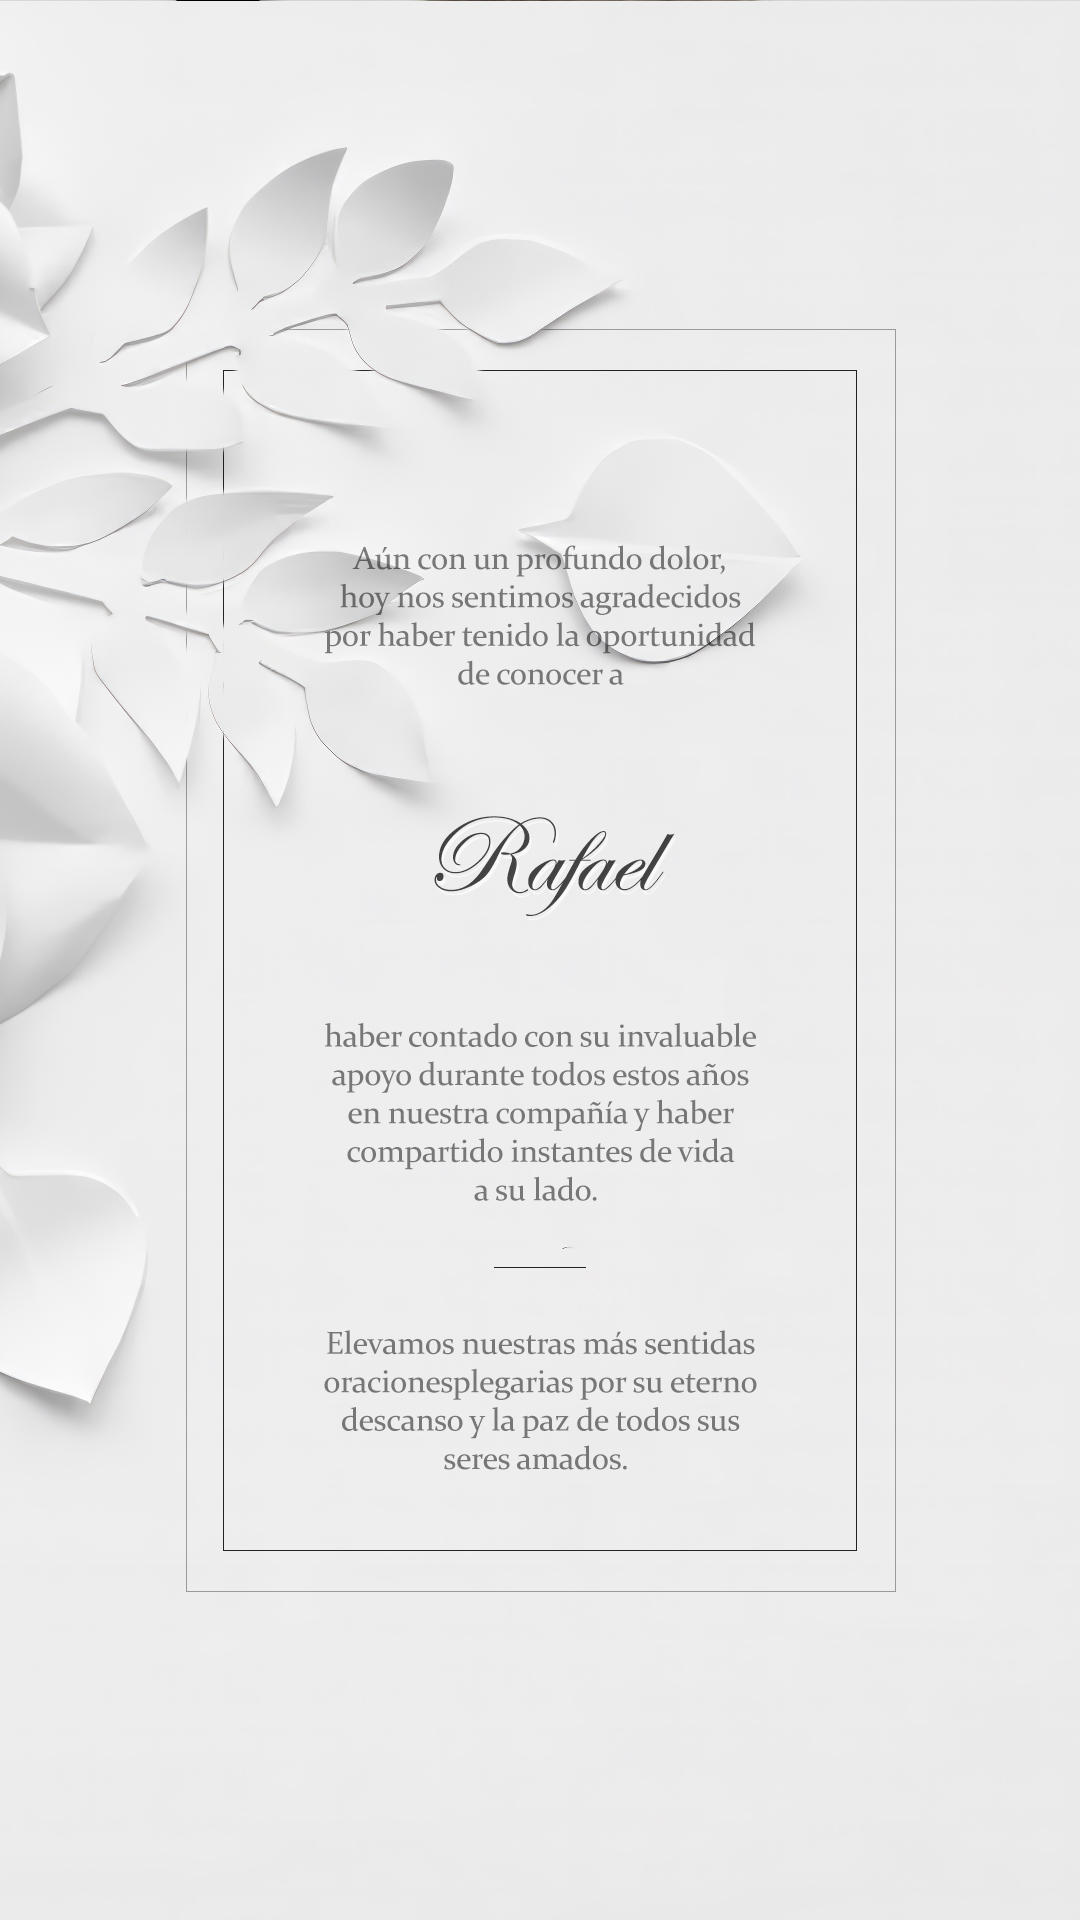 Aún con un profundo dolor,
hoy nos sentimos agradecidos
por haber tenido la oportunidad
de conocer a
Rafael
haber contado con su invaluable
apoyo durante todos estos años
en nuestra compañía y haber
compartido instantes de vida
a su lado.
Elevamos nuestras más sentidas
oracionesplegarias por su eterno
descanso y la paz de todos sus
seres amados.